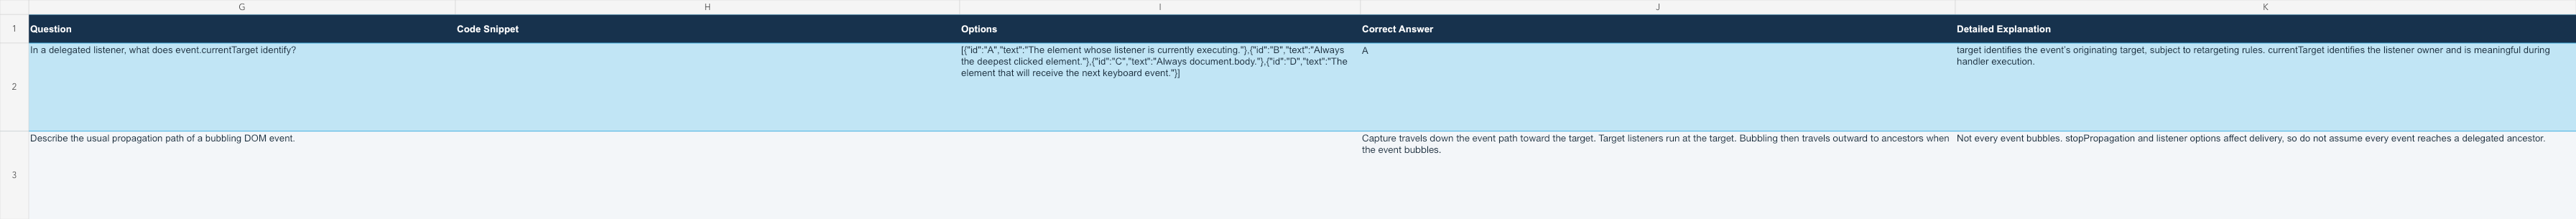 G H I J K
1 Question Code Snippet Options Correct Answer Detailed Explanation
2
In a delegated listener, what does event.currentTarget identify?
[{"id":"A","text":"The element whose listener is currently executing."},{"id":"B","text":"Always
the deepest clicked element."},{"id":"C","text":"Always document.body."},{"id":"D","text":"The
element that will receive the next keyboard event."}]
A
target identifies the event's originating target, subject to retargeting rules. currentTarget identifies the listener owner and is meaningful during
handler execution.
3
Describe the usual propagation path of a bubbling DOM event.
Capture travels down the event path toward the target. Target listeners run at the target. Bubbling then travels outward to ancestors when
the event bubbles.
Not every event bubbles. stopPropagation and listener options affect delivery, so do not assume every event reaches a delegated ancestor.